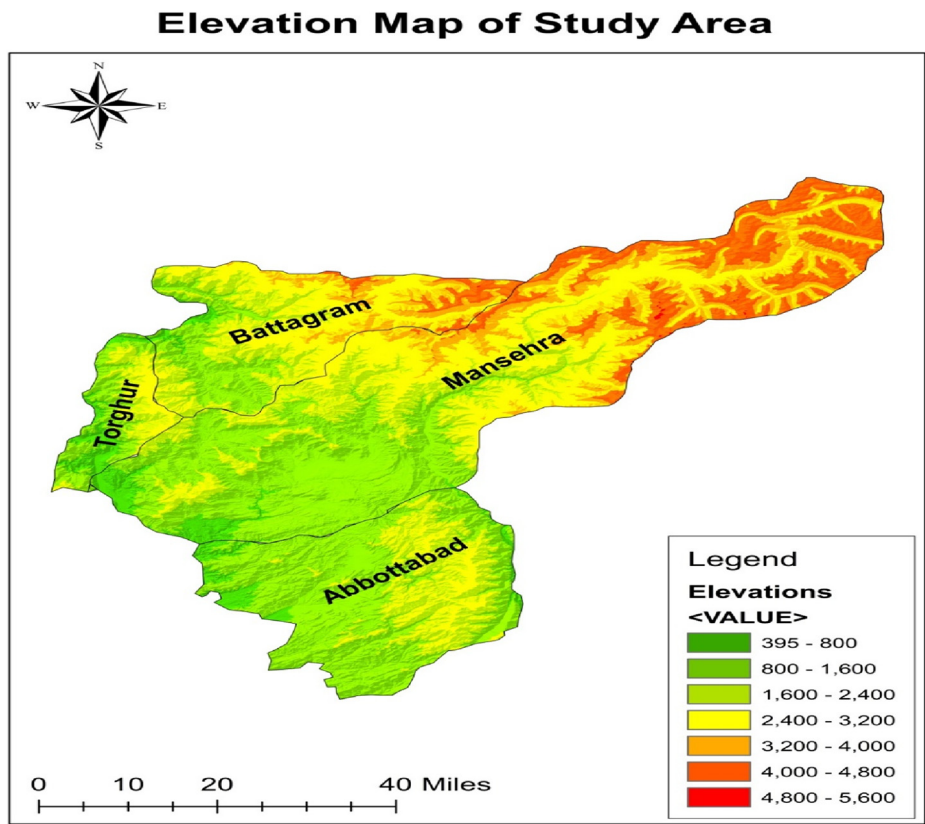 Elevation Map of Study Area
N
W E
S
Battagram
Mansehra
Torghur
Abbottabad
Legend
Elevations
<VALUE>
395 - 800
800 - 1,600
1,600 - 2,400
2,400 - 3,200
3,200 - 4,000
4,000 - 4,800
4,800 - 5,600
0 10 20 40 Miles